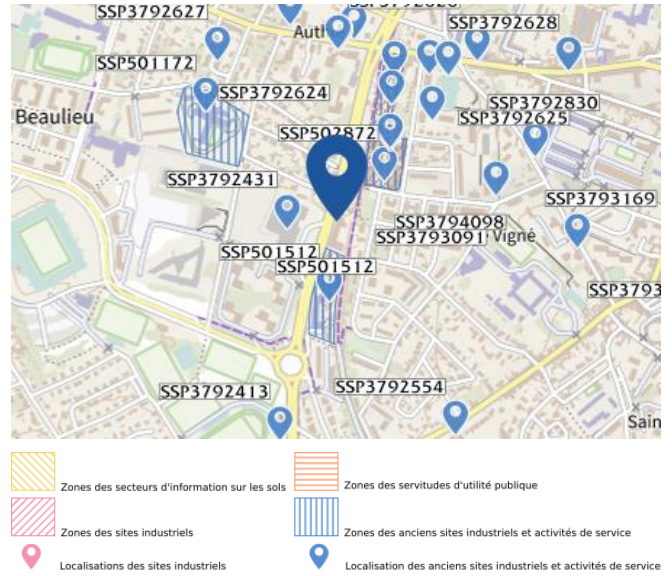 SSP3792627
SSP3792628
Auth
SSP501172
SSP3792624
SSP3792830
Beaulieu
SSP3792625
SSP502872
SSP3792431
SSP3793169
SSP3794098
SSP3793091
Vigné
SSP501512
SSP501512
SSP3793
SSP3792413
SSP3792554
Sain
Zones des secteurs d'information sur les sols
Zones des servitudes d'utilité publique
Zones des sites industriels
Zones des anciens sites industriels et activités de service
Localisations des sites industriels
Localisation des anciens sites industriels et activités de service